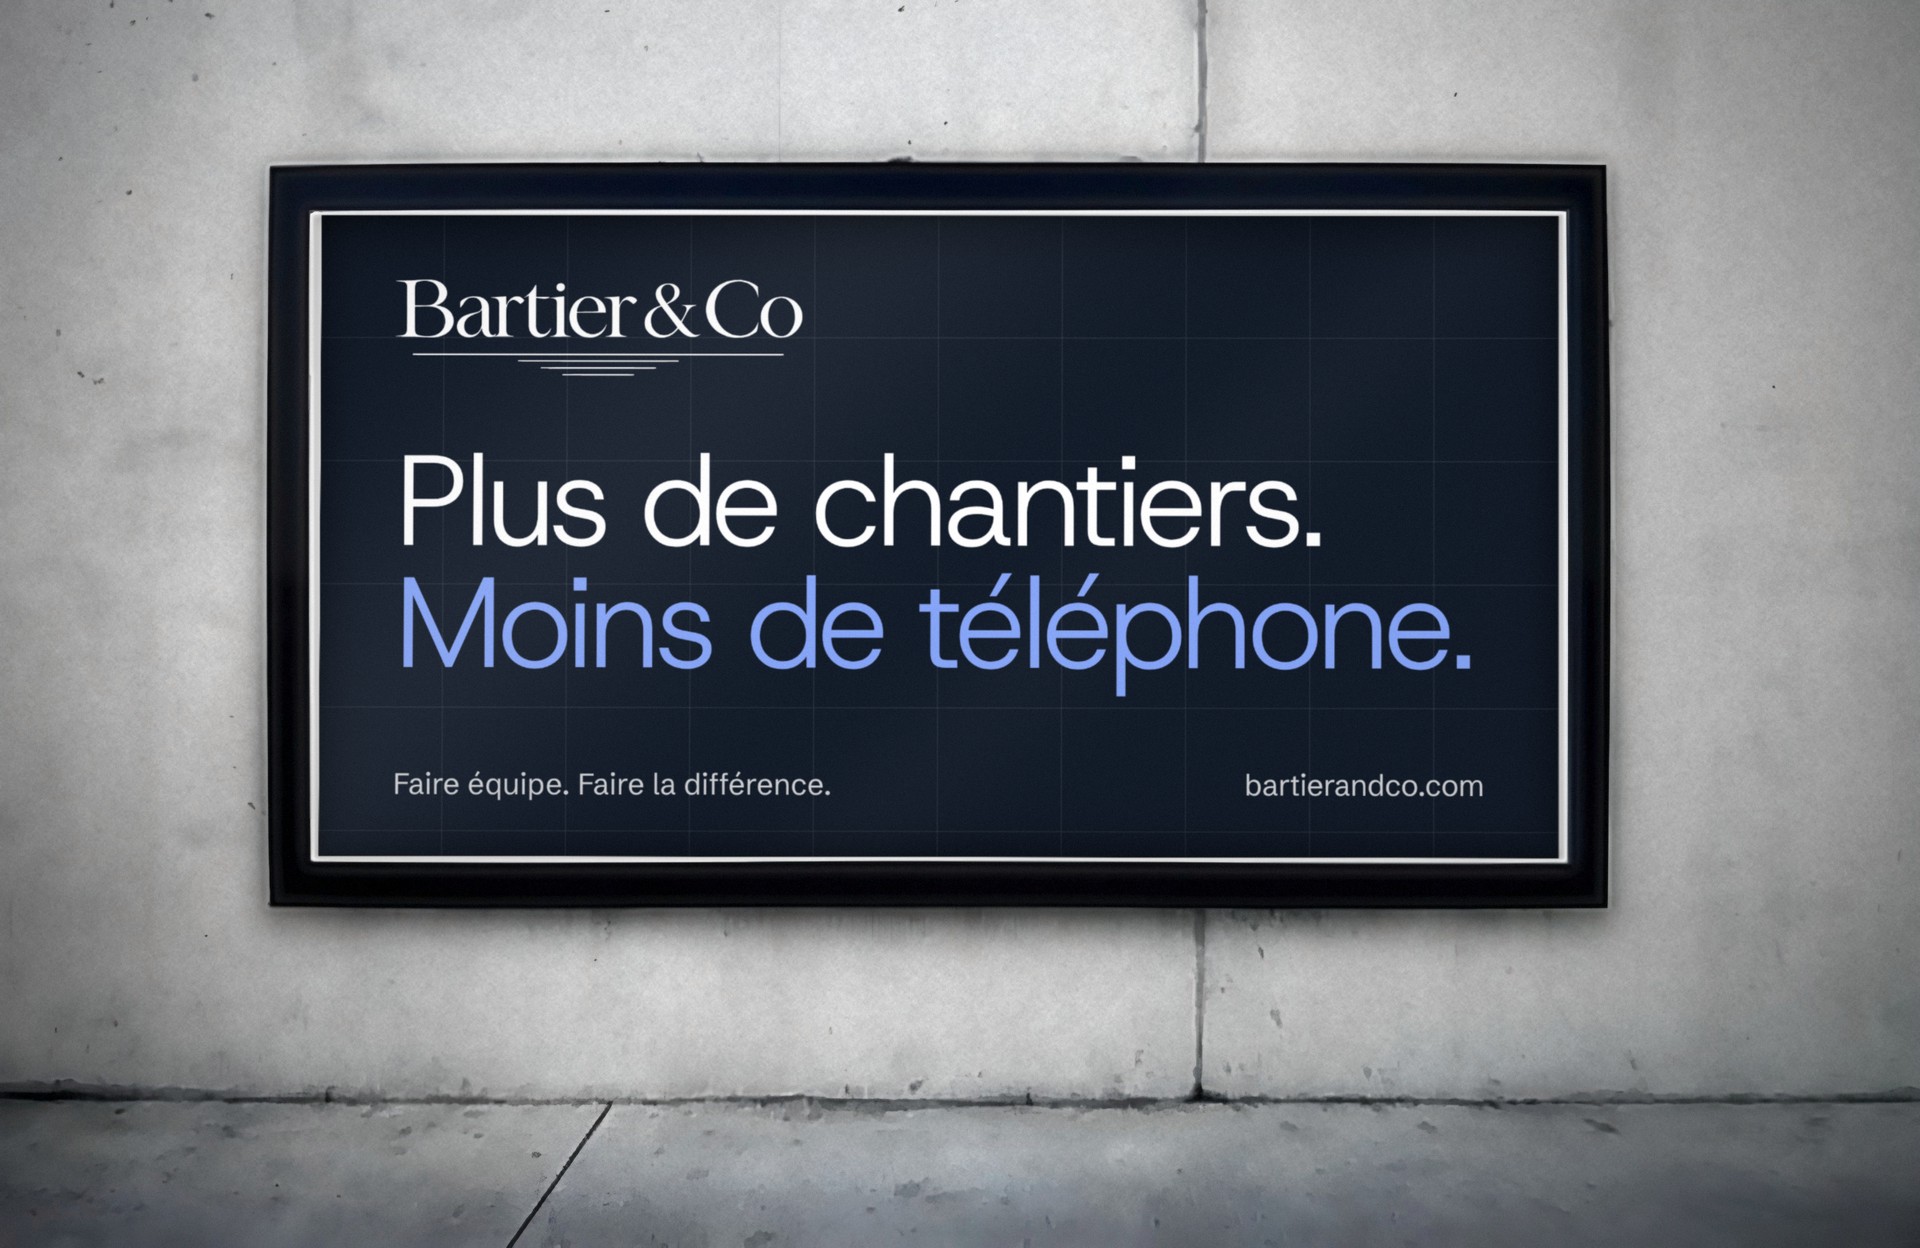 Bartier & Co
Plus de chantiers.
Moins de téléphone.
Faire équipe. Faire la différence.
bartierandco.com